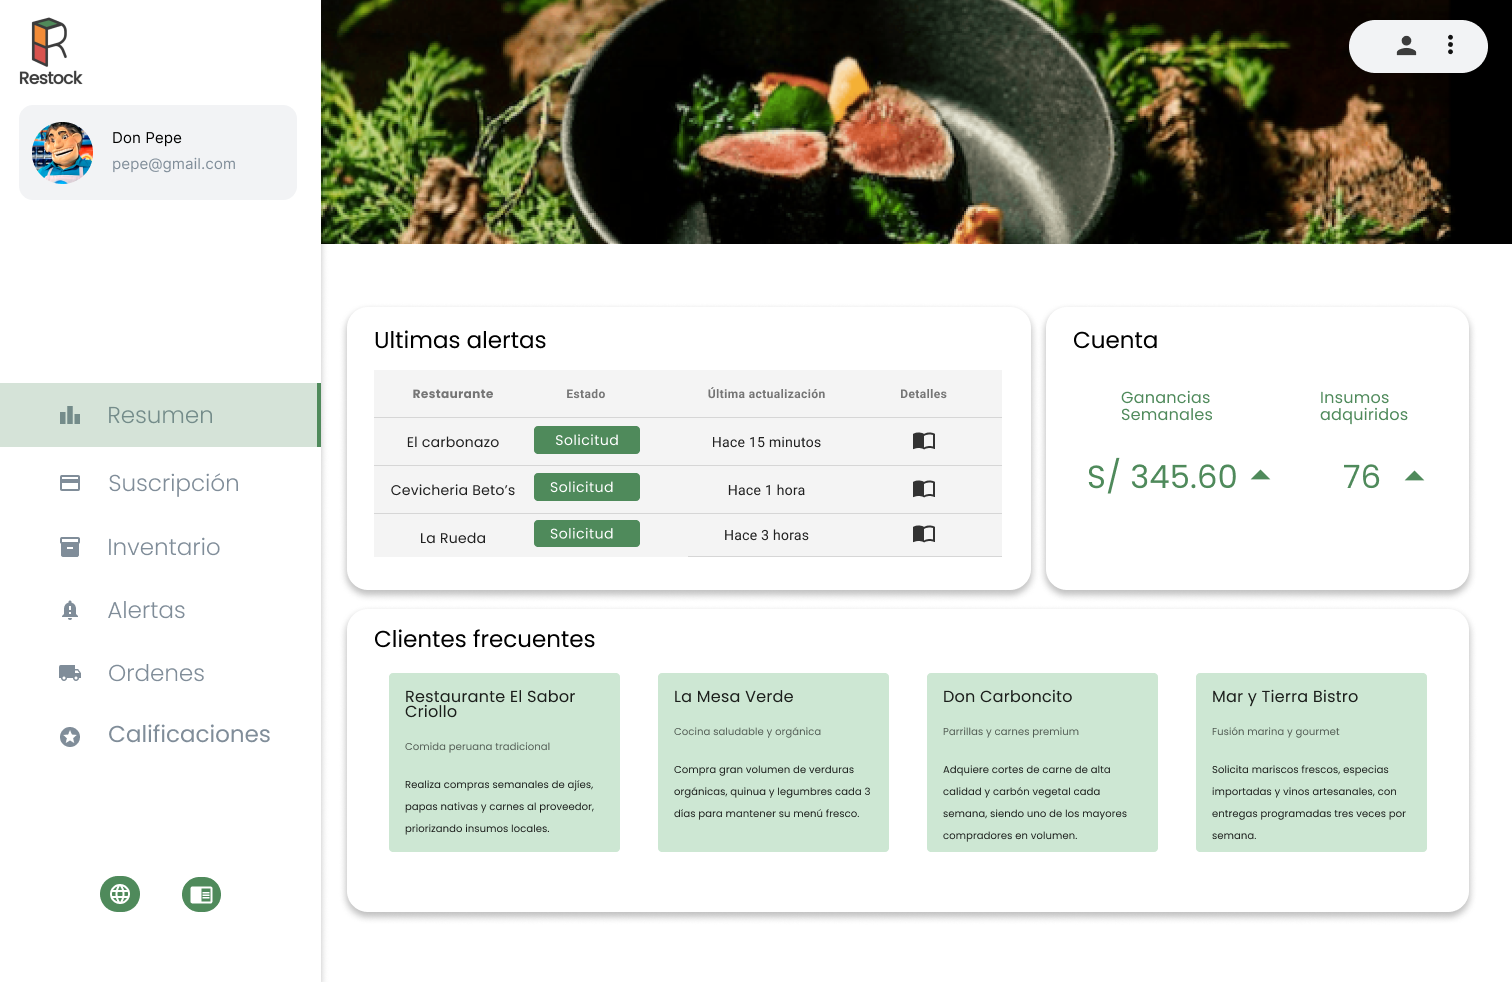 Restock
Don Pepe
pepe@gmail.com
Resumen
Suscripción
Inventario
Alertas
Ordenes
Calificaciones
Ultimas alertas
Restaurante Estado Última actualización Detalles
El carbonazo Solicitud Hace 15 minutos
Cevicheria Beto’s Solicitud Hace 1 hora
La Rueda Solicitud Hace 3 horas
Cuenta
Ganancias
Semanales
S/ 345.60
Insumos
adquiridos
76
Clientes frecuentes
Restaurante El Sabor
Criollo
Comida peruana tradicional
Realiza compras semanales de ajíes,
papas nativas y carnes al proveedor,
priorizando insumos locales.
La Mesa Verde
Cocina saludable y orgánica
Compra gran volumen de verduras
orgánicas, quinua y legumbres cada 3
días para mantener su menú fresco.
Don Carboncito
Parrillas y carnes premium
Adquiere cortes de carne de alta
calidad y carbón vegetal cada
semana, siendo uno de los mayores
compradores en volumen.
Mar y Tierra Bistro
Fusión marina y gourmet
Solicita mariscos frescos, especias
importadas y vinos artesanales, con
entregas programadas tres veces por
semana.